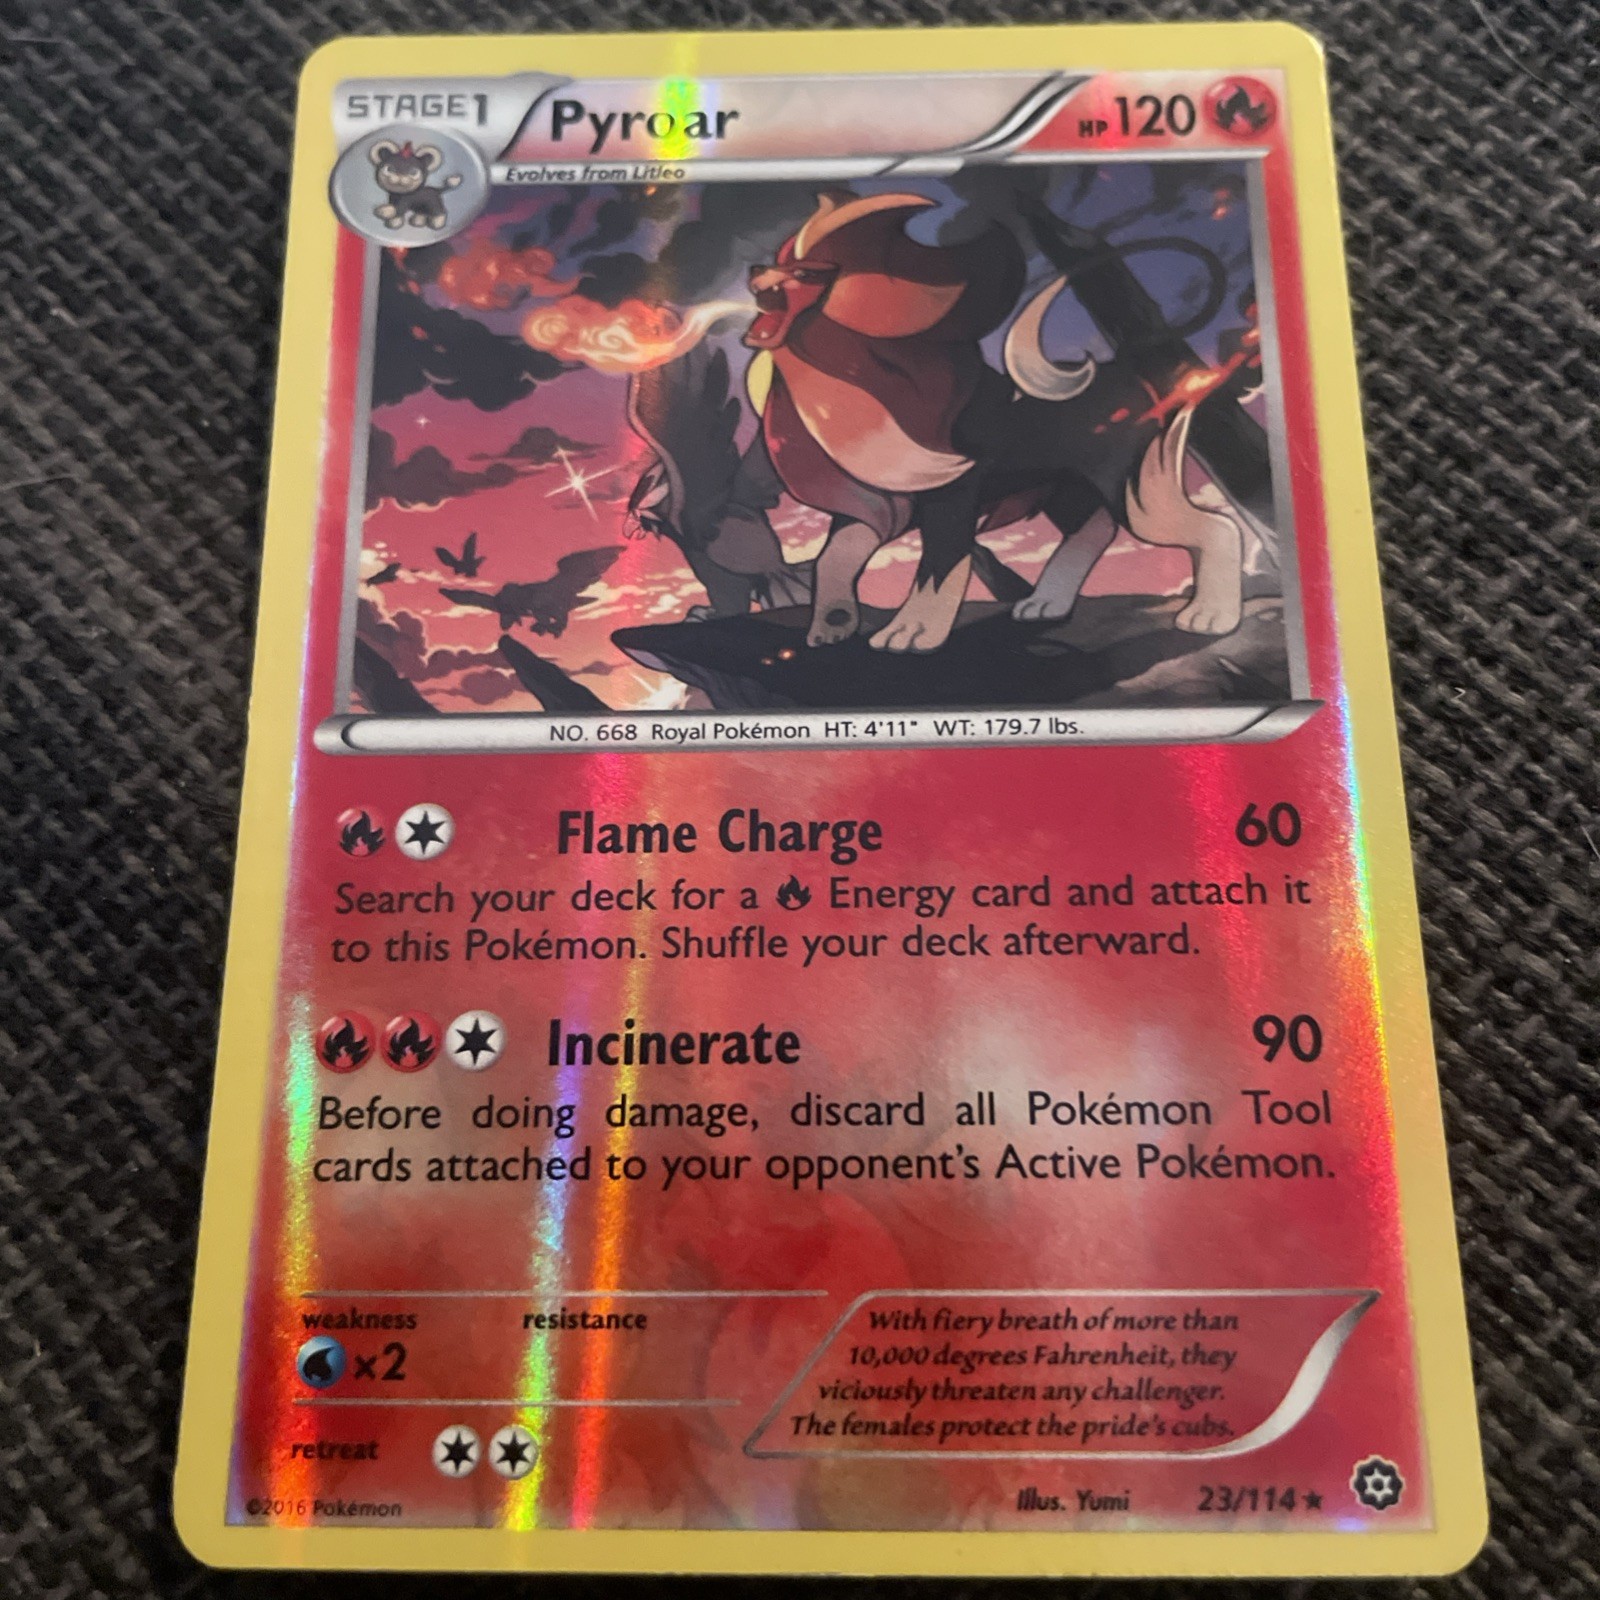 STAGE1 Pyroar HP 120
Evolves from Litleo
NO. 668 Royal Pokémon HT: 4'11" WT: 179.7 lbs.
Flame Charge 60
Search your deck for a Energy card and attach it
to this Pokémon. Shuffle your deck afterward.
Incinerate 90
Before doing damage, discard all Pokémon Tool
cards attached to your opponent's Active Pokémon.
weakness resistance
×2
retreat
With fiery breath of more than
10,000 degrees Fahrenheit, they
viciously threaten any challenger.
The females protect the pride's cubs.
©2016 Pokémon Illus. Yumi 23/114 ★